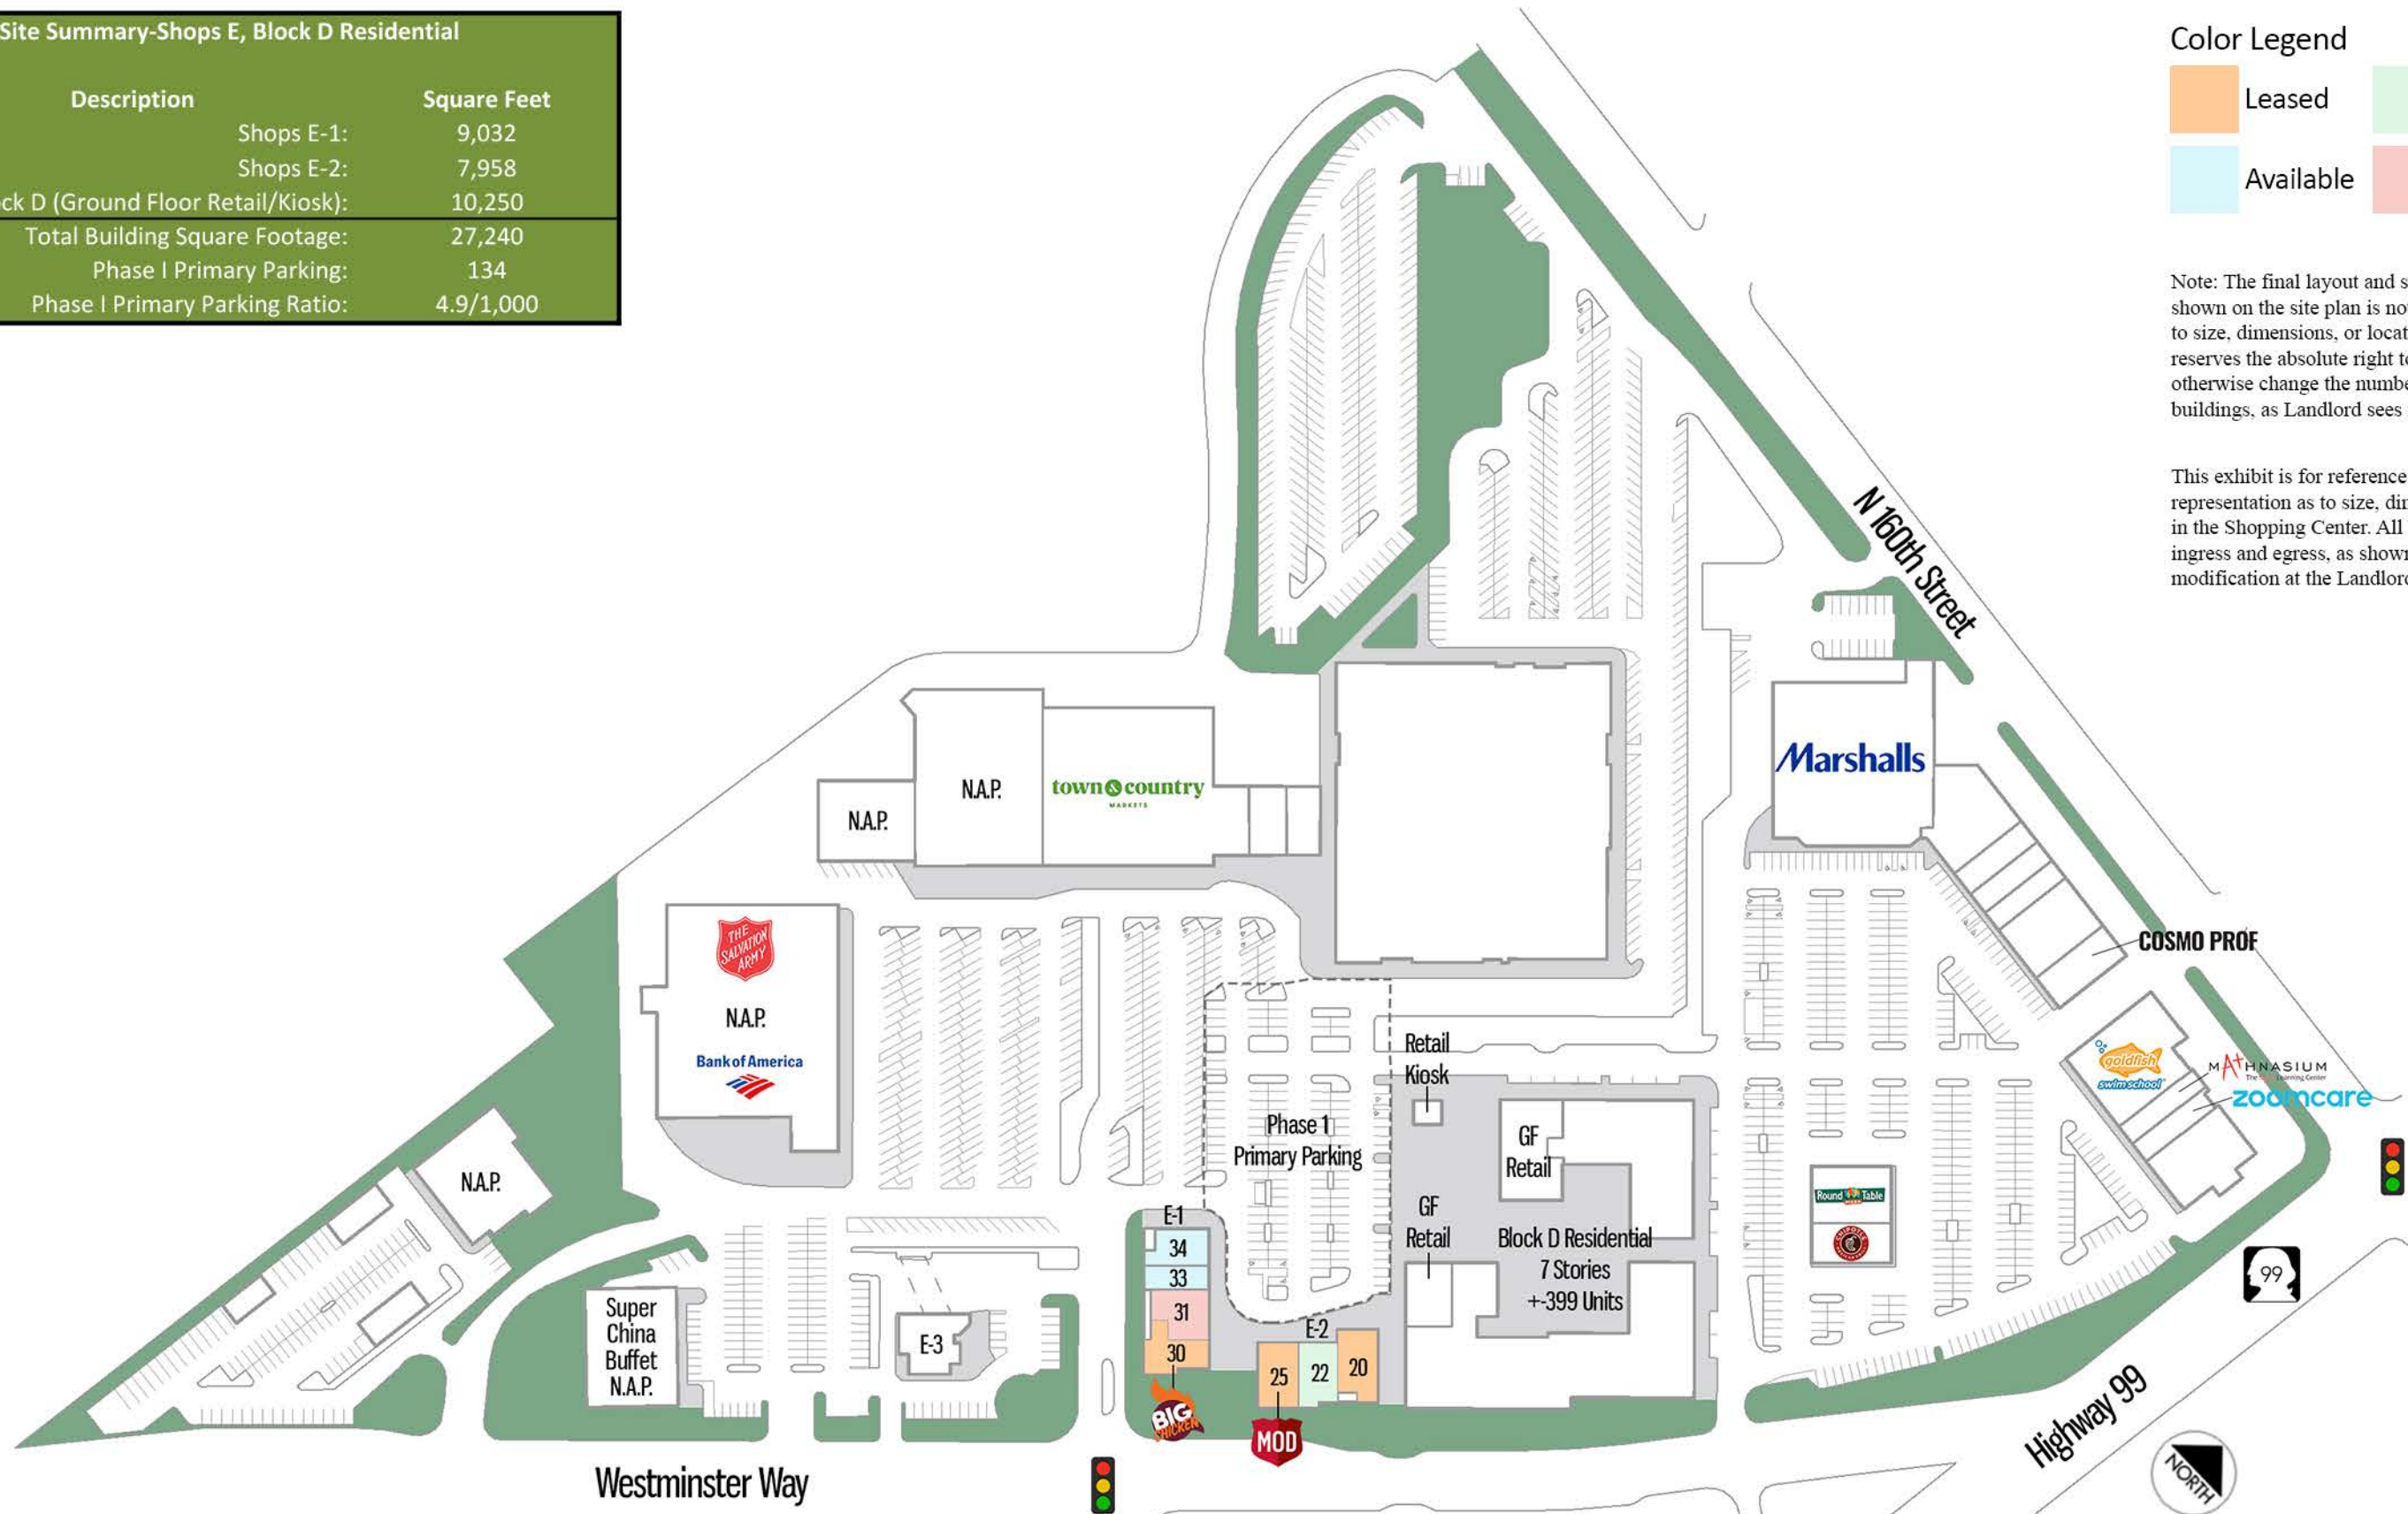 Site Summary-Shops E, Block D Residential
Description Square Feet
Shops E-1: 9,032
Shops E-2: 7,958
ck D (Ground Floor Retail/Kiosk): 10,250
Total Building Square Footage: 27,240
Phase I Primary Parking: 134
Phase I Primary Parking Ratio: 4.9/1,000
Color Legend
Leased
Available
Note: The final layout and s
shown on the site plan is no
to size, dimensions, or locat
reserves the absolute right t
otherwise change the numb
buildings, as Landlord sees
This exhibit is for reference
representation as to size, di
in the Shopping Center. All
ingress and egress, as show
modification at the Landlor
N 160th Street
Marshalls
N.A.P.
N.A.P.
town & country
MARKETS
COSMO PROF
THE
SALVATION
ARMY
N.A.P.
Bank of America
Retail
Kiosk
goldfish
swim school
MATHNASIUM
The Learning Center
zoomcare
Phase 1
Primary Parking
GF
Retail
N.A.P.
Round Table
CHIPOTLE
GF
Retail
Block D Residential
7 Stories
+-399 Units
E-1
34
33
31
30
BIG
CHICKEN
E-2
25
22
20
MOD
E-3
Super
China
Buffet
N.A.P.
99
Highway 99
Westminster Way
NORTH